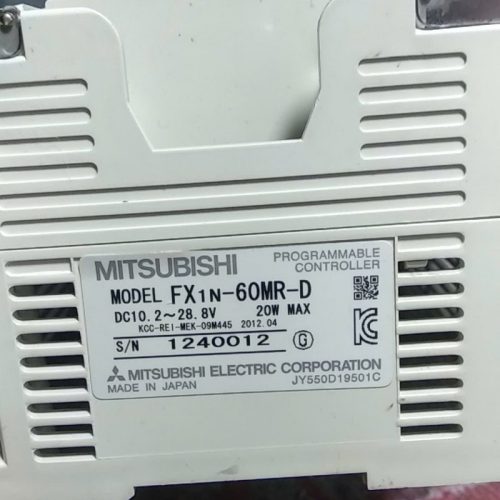 MITSUBISHI PROGRAMMABLE
CONTROLLER
MODEL FX1N-60MR-D
DC10.2~28.8V 20W MAX
KCC-REI-MEK-09M445 2012.04
S/N 1240012 G
MITSUBISHI ELECTRIC CORPORATION
MADE IN JAPAN JY550D19501C